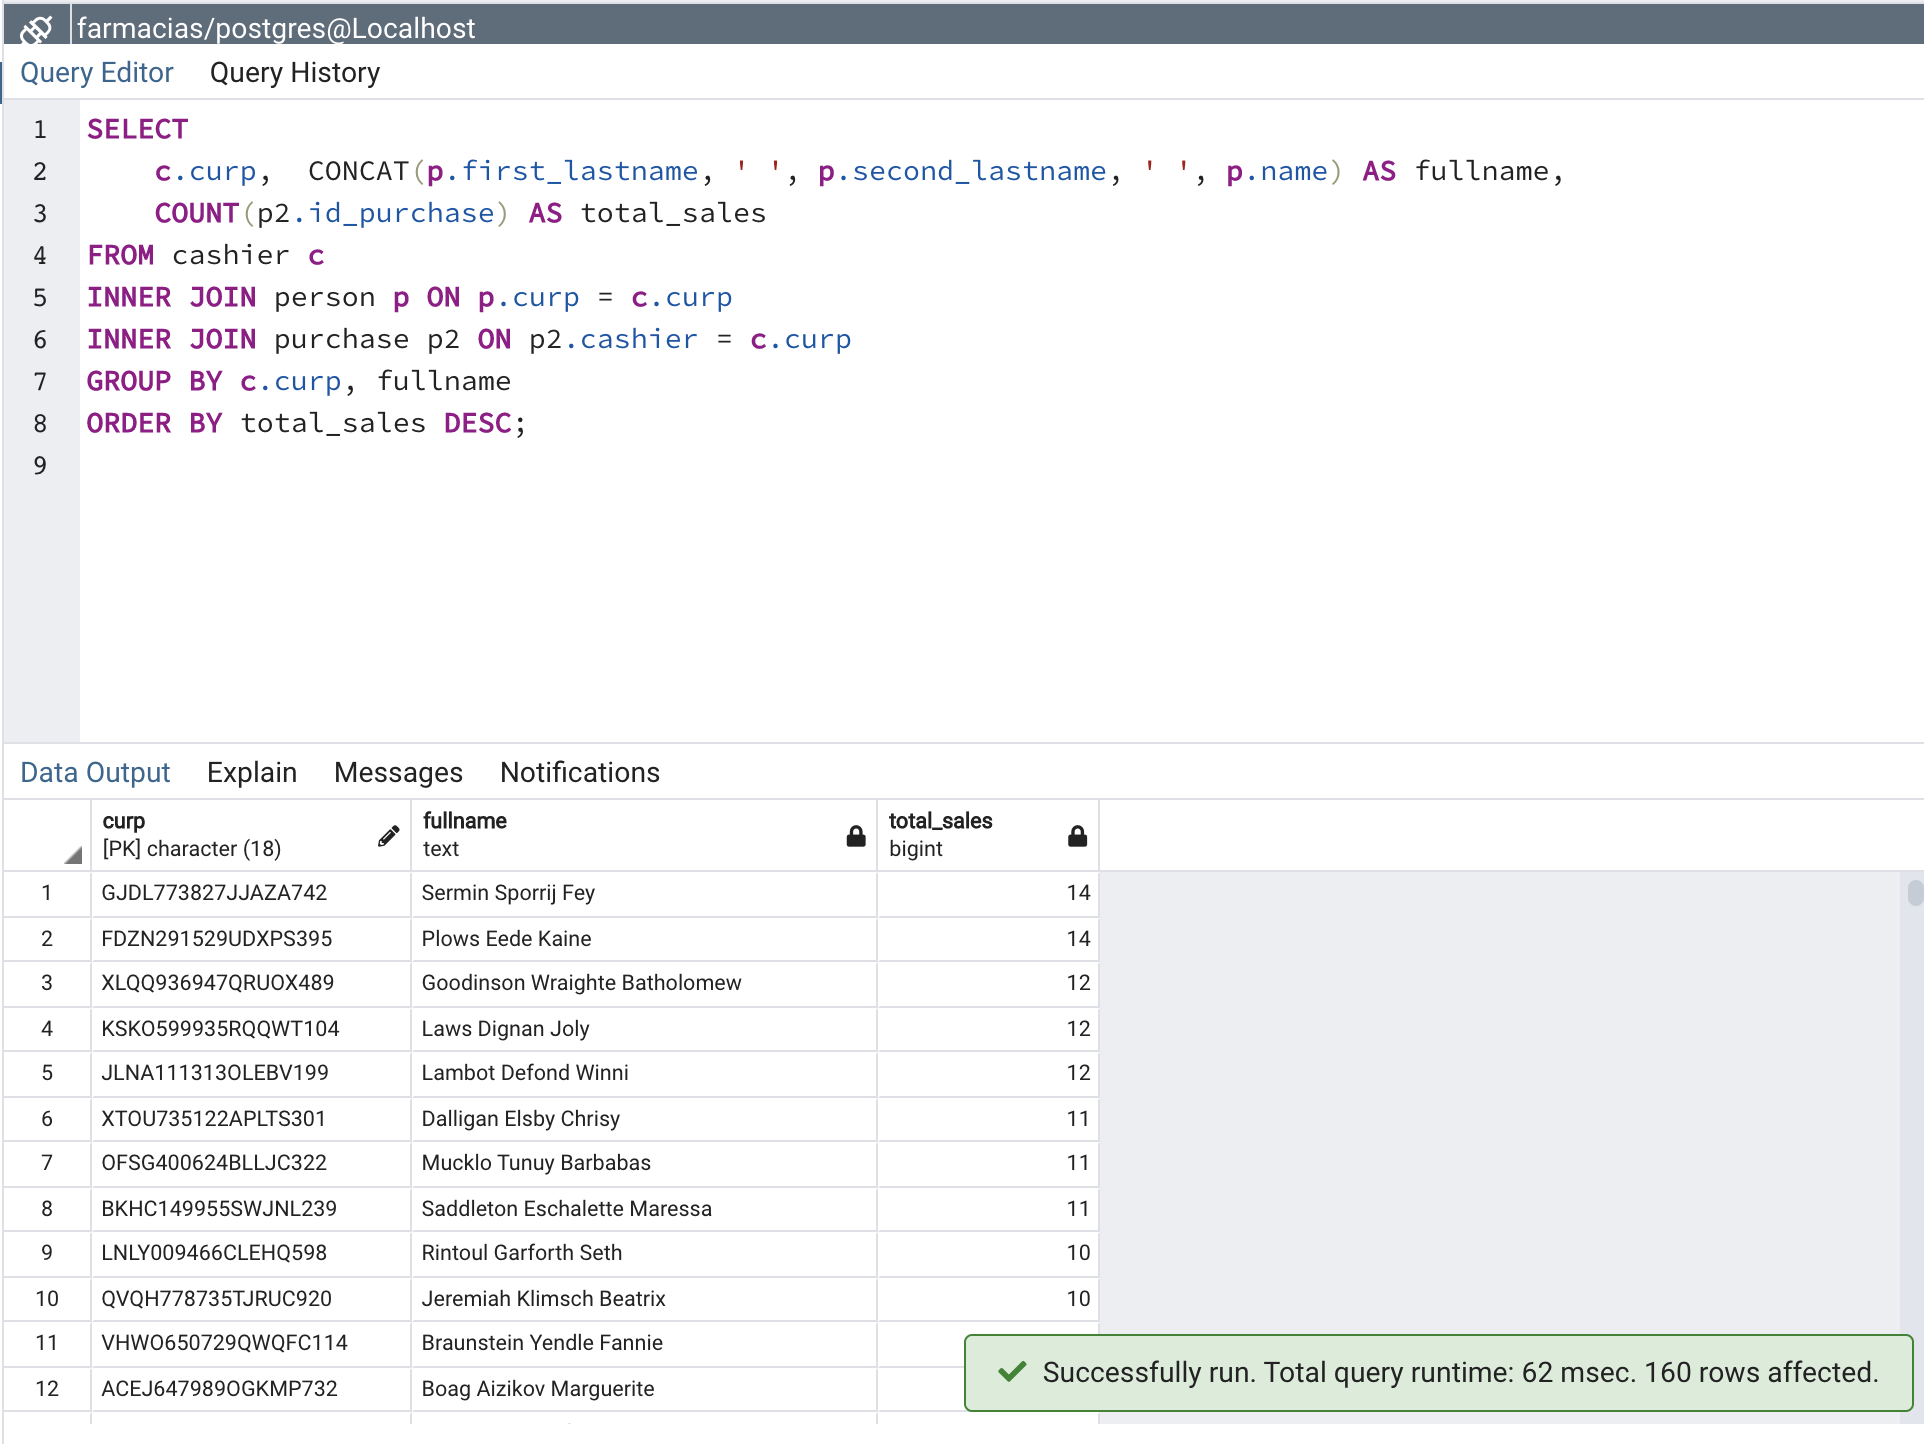 farmacias/postgres@Localhost
Query Editor Query History
1 SELECT
2 c.curp, CONCAT(p.first_lastname, ' ', p.second_lastname, ' ', p.name) AS fullname,
3 COUNT(p2.id_purchase) AS total_sales
4 FROM cashier c
5 INNER JOIN person p ON p.curp = c.curp
6 INNER JOIN purchase p2 ON p2.cashier = c.curp
7 GROUP BY c.curp, fullname
8 ORDER BY total_sales DESC;
9
Data Output Explain Messages Notifications
curp fullname total_sales
[PK] character (18) text bigint
1 GJDL773827JJAZA742 Sermin Sporrij Fey 14
2 FDZN291529UDXPS395 Plows Eede Kaine 14
3 XLQQ936947QRUOX489 Goodinson Wraighte Batholomew 12
4 KSKO599935RQQWT104 Laws Dignan Joly 12
5 JLNA111313OLEBV199 Lambot Defond Winni 12
6 XTOU735122APLTS301 Dalligan Elsby Chrisy 11
7 OFSG400624BLLJC322 Mucklo Tunuy Barbabas 11
8 BKHC149955SWJNL239 Saddleton Eschalette Maressa 11
9 LNLY009466CLEHQ598 Rintoul Garforth Seth 10
10 QVQH778735TJRUC920 Jeremiah Klimsch Beatrix 10
11 VHWO650729QWQFC114 Braunstein Yendle Fannie
12 ACEJ647989OGKMP732 Boag Aizikov Marguerite
Successfully run. Total query runtime: 62 msec. 160 rows affected.